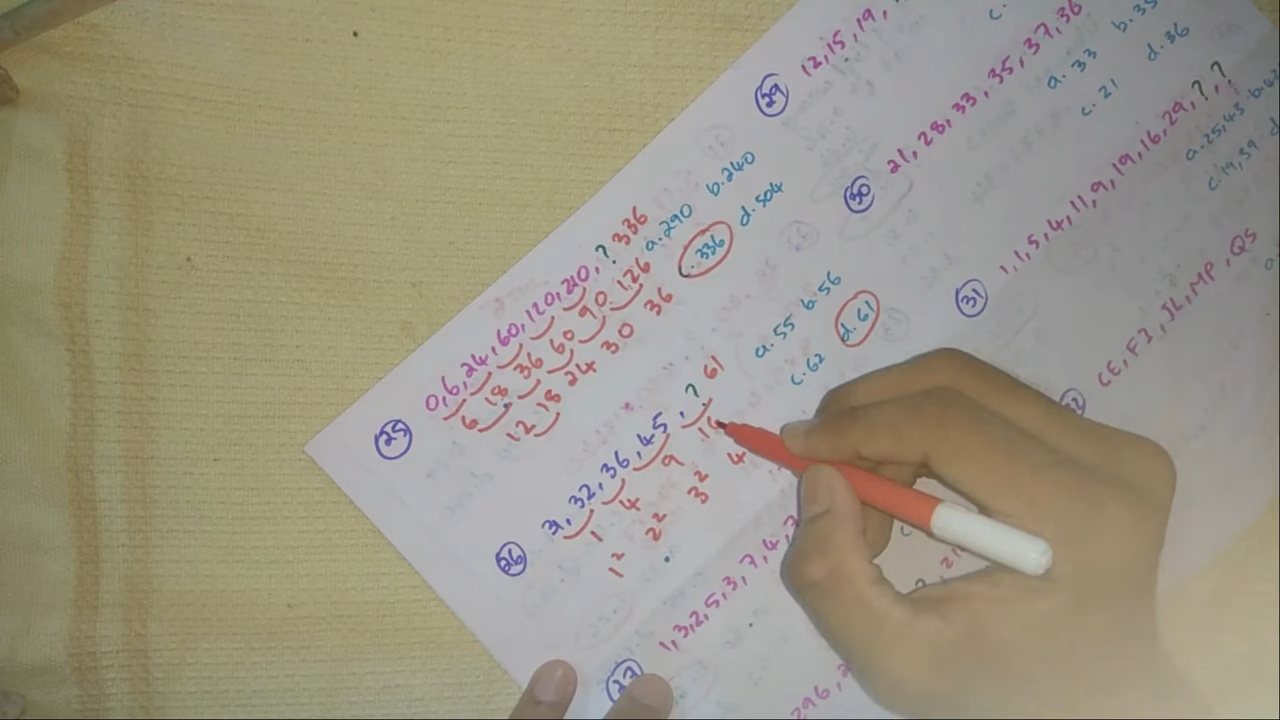 25 0, 6, 24, 60, 120, 210, ? 336
6 18 36 60 90 126
12 18 24 30 36
a. 290 b. 240
c. 336 d. 504
26 31, 32, 36, 45, ? 61
1 4 9 16
1² 2² 3² 4
a. 55 b. 56
c. 62 d. 61
27 1, 3, 2, 5, 3, 7, 4,
296,
29 12, 15, 19,
c.
30 21, 28, 33, 35, 37, 36
a. 33 b. 35
c. 21 d. 36
31 1, 1, 5, 4, 11, 9, 19, 16, 29, ?, ?
a. 25, 43 b. 42
c. 19, 39 d
CE, FI, JL, MP, QS
a.